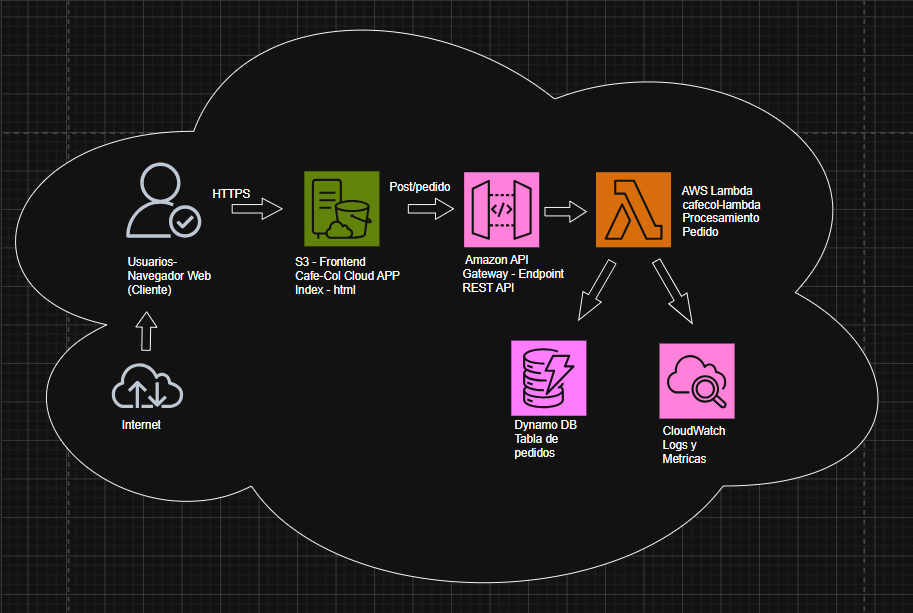 HTTPS
Usuarios-
Navegador Web
(Cliente)
Internet
S3 - Frontend
Cafe-Col Cloud APP
Index - html
Post/pedido
</>
Amazon API
Gateway - Endpoint
REST API
AWS Lambda
cafecol-lambda
Procesamiento
Pedido
Dynamo DB
Tabla de
pedidos
CloudWatch
Logs y
Metricas